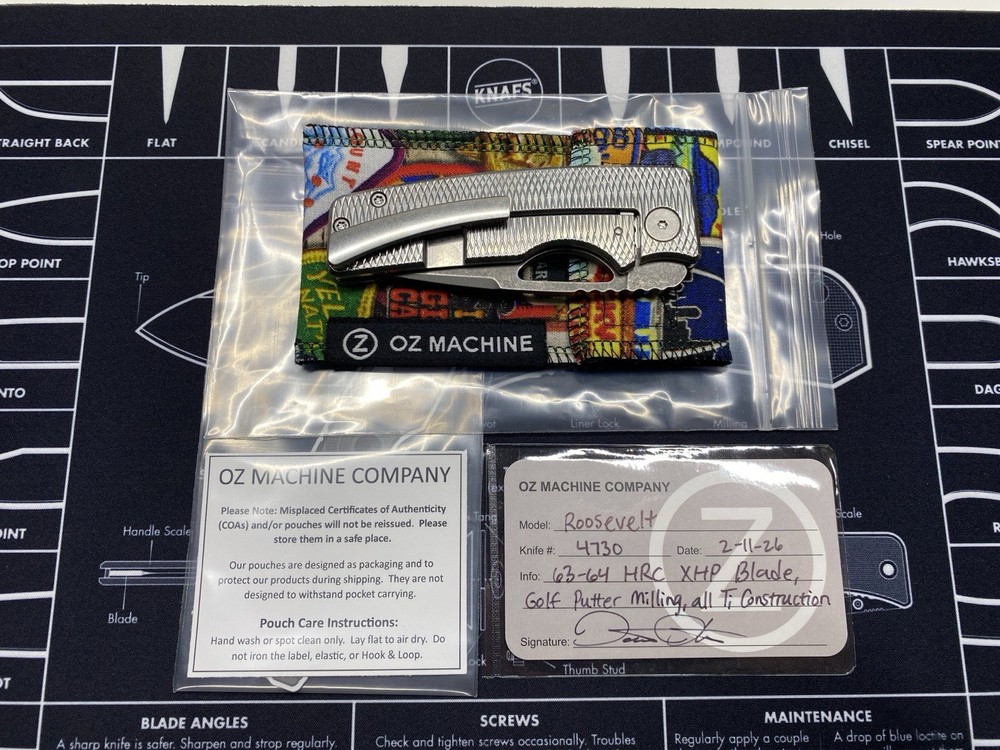 KNAFS®
STRAIGHT BACK
FLAT
CHISEL
SPEAR POINT
Tip
Hole
HAWKSB
OZ
Z OZ MACHINE
Liner Lock
Milling
OZ MACHINE COMPANY
Please Note: Misplaced Certificates of Authenticity
(COAs) and/or pouches will not be reissued. Please
store them in a safe place.
Our pouches are designed as packaging and to
protect our products during shipping. They are not
designed to withstand pocket carrying.
Pouch Care Instructions:
Hand wash or spot clean only. Lay flat to air dry. Do
not iron the label, elastic, or Hook & Loop.
OZ MACHINE COMPANY
Model: Roosevelt
Knife #: 4730 Date: 2-11-26
Info: 63-64 HRC XHP Blade,
Golf Putter Milling, all Ti Construction
Signature:
Handle Scale
Tang
Scale
Blade
Thumb Stud
BLADE ANGLES
A sharp knife is safer. Sharpen and strop regularly.
SCREWS
Check and tighten screws occasionally. Troubles
MAINTENANCE
Regularly apply a couple
A drop of blue loctite on